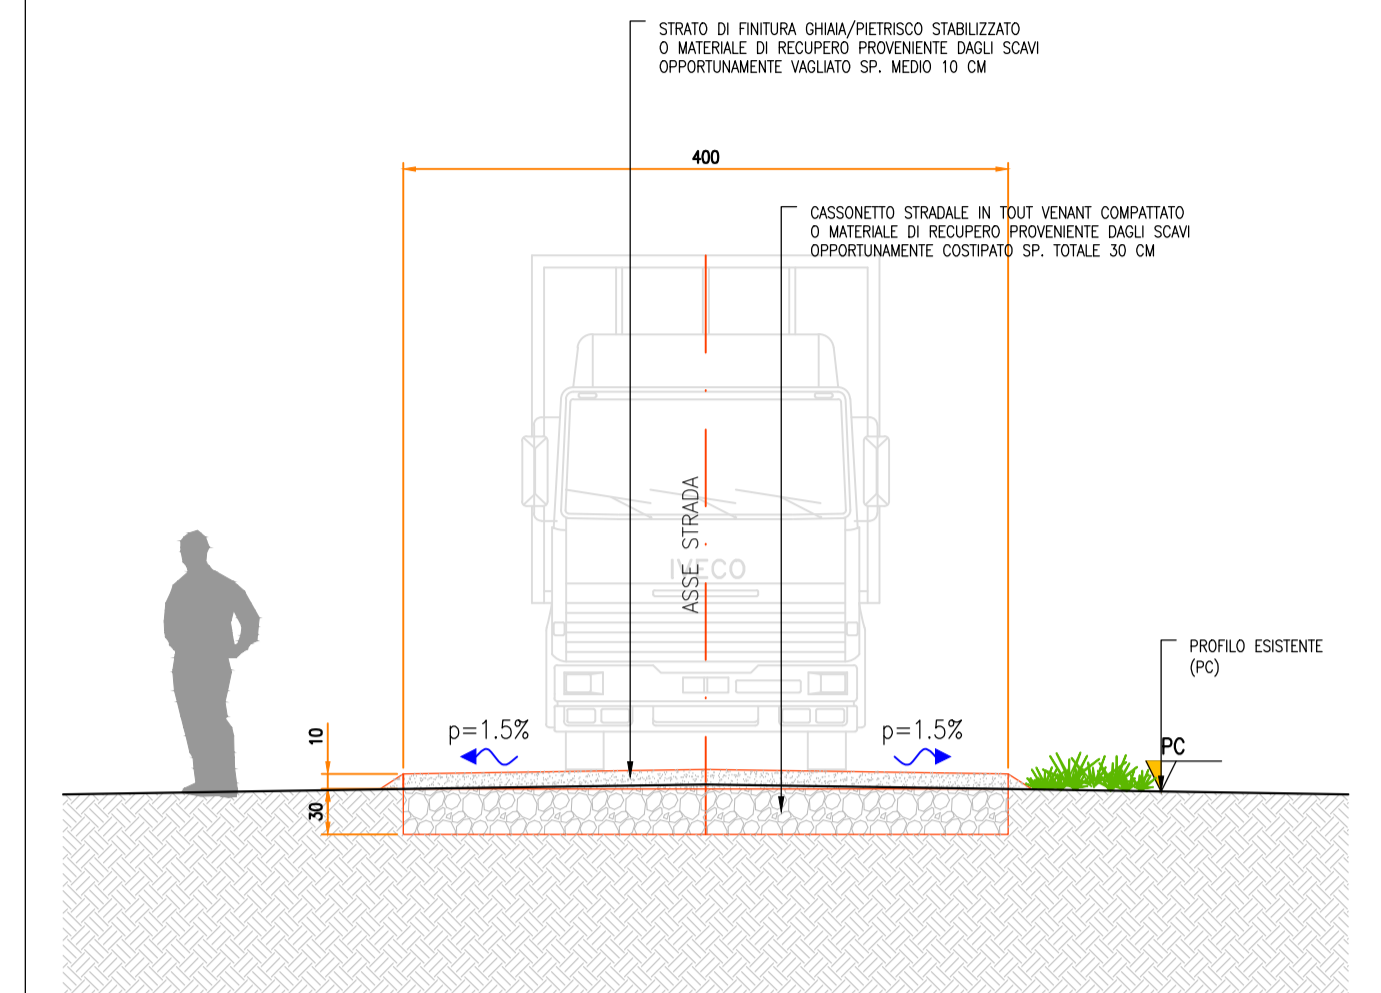 STRATO DI FINITURA GHIAIA/PIETRISCO STABILIZZATO
O MATERIALE DI RECUPERO PROVENIENTE DAGLI SCAVI
OPPORTUNAMENTE VAGLIATO SP. MEDIO 10 CM
400
CASSONETTO STRADALE IN TOUT VENANT COMPATTATO
O MATERIALE DI RECUPERO PROVENIENTE DAGLI SCAVI
OPPORTUNAMENTE COSTIPATO SP. TOTALE 30 CM
ASSE STRADA
IVECO
PROFILO ESISTENTE
(PC)
p=1.5%
p=1.5%
PC
10
30